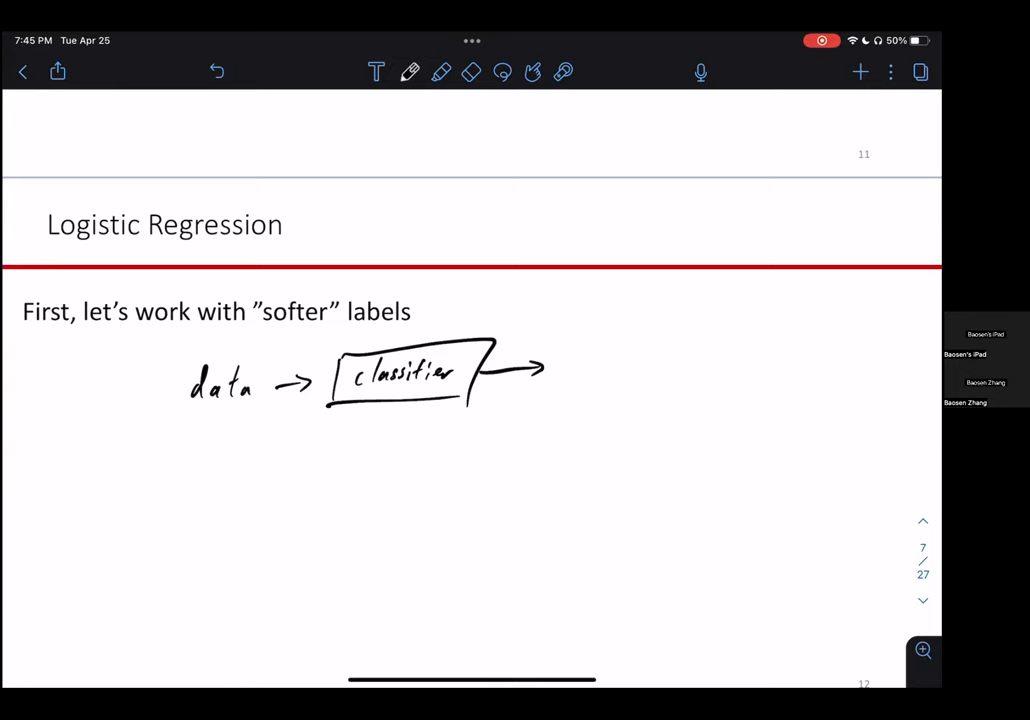 7:45 PM Tue Apr 25
50%
11
Logistic Regression
First, let's work with ”softer” labels
data → classifier →
Baosen's iPad
Baosen's iPad
Baosen Zhang
Baosen Zhang
7
/
27
12